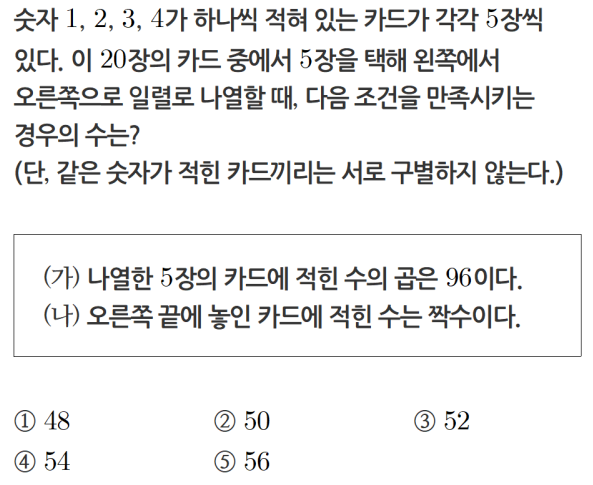 숫자 1, 2, 3, 4가 하나씩 적혀 있는 카드가 각각 5장씩
있다. 이 20장의 카드 중에서 5장을 택해 왼쪽에서
오른쪽으로 일렬로 나열할 때, 다음 조건을 만족시키는
경우의 수는?
(단, 같은 숫자가 적힌 카드끼리는 서로 구별하지 않는다.)
(가) 나열한 5장의 카드에 적힌 수의 곱은 96이다.
(나) 오른쪽 끝에 놓인 카드에 적힌 수는 짝수이다.
① 48 ② 50 ③ 52
④ 54 ⑤ 56